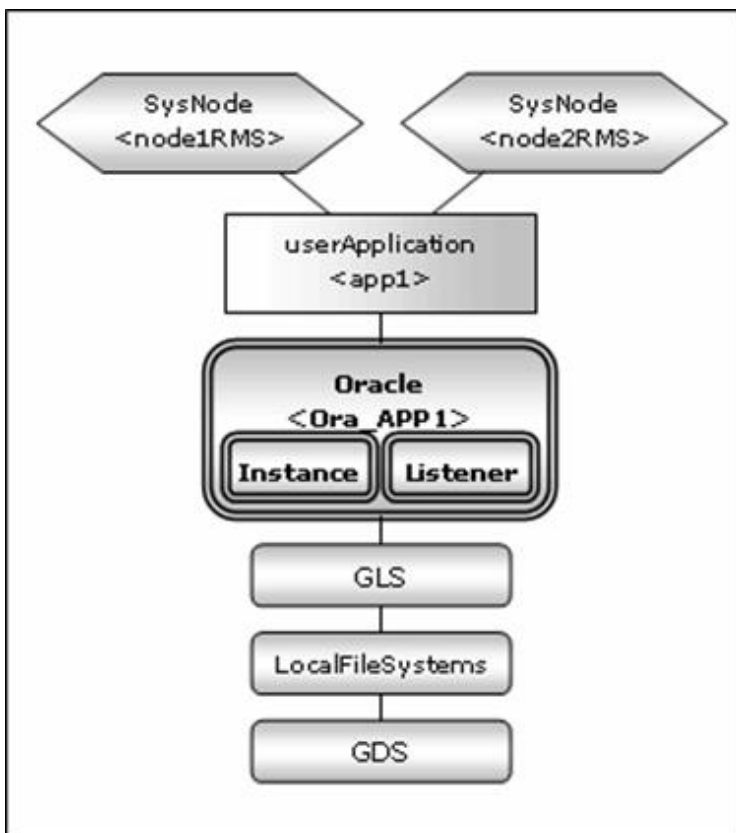 SysNode
<node1RMS>
SysNode
<node2RMS>
userApplication
<app1>
Oracle
<Ora_APP1>
Instance
Listener
GLS
LocalFileSystems
GDS